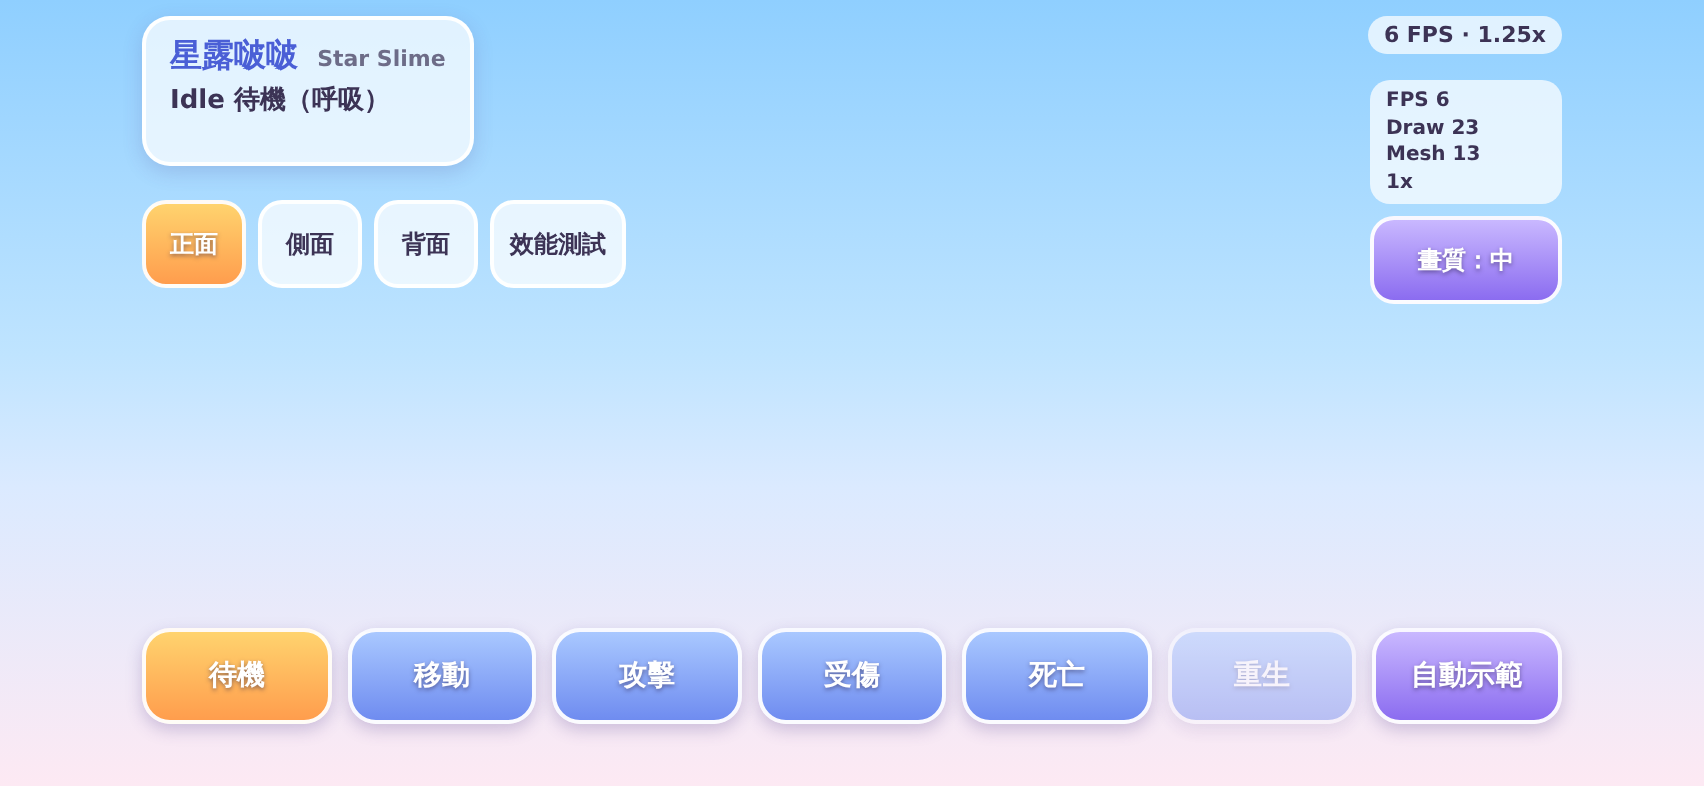 星露啵啵 Star Slime
Idle 待機（呼吸）
6 FPS · 1.25x
FPS 6
Draw 23
Mesh 13
1x
正面
側面
背面
效能測試
畫質：中
待機
移動
攻擊
受傷
死亡
重生
自動示範